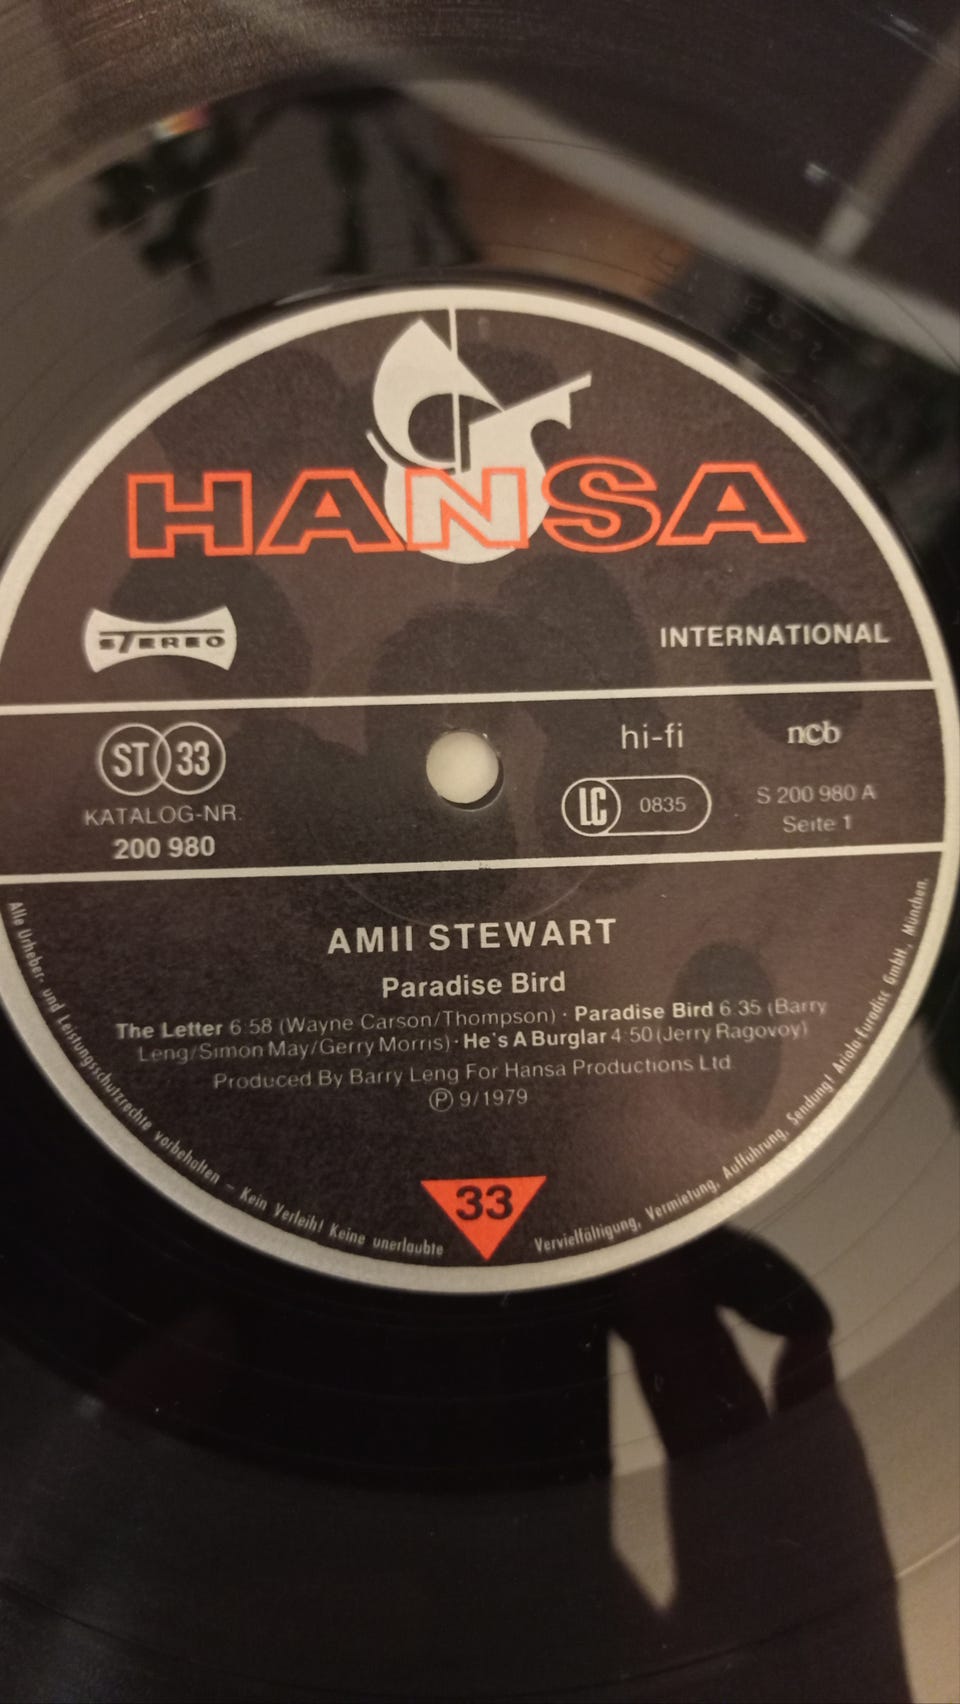 HANSA
STEREO
INTERNATIONAL
ST 33
KATALOG-NR.
200 980
hi-fi
ncb
LC 0835
S 200 980 A
Seite 1
AMII STEWART
Paradise Bird
The Letter 6:58 (Wayne Carson/Thompson) · Paradise Bird 6:35 (Barry
Leng/Simon May/Gerry Morris) · He's A Burglar 4:50 (Jerry Ragovoy)
Produced By Barry Leng For Hansa Productions Ltd.
℗ 9/1979
33
Alle Urheber- und Leistungsschutzrechte vorbehalten – Kein Verleih! Keine unerlaubte Vervielfältigung, Vermietung, Aufführung, Sendung! Ariola-Eurodisc GmbH., München.